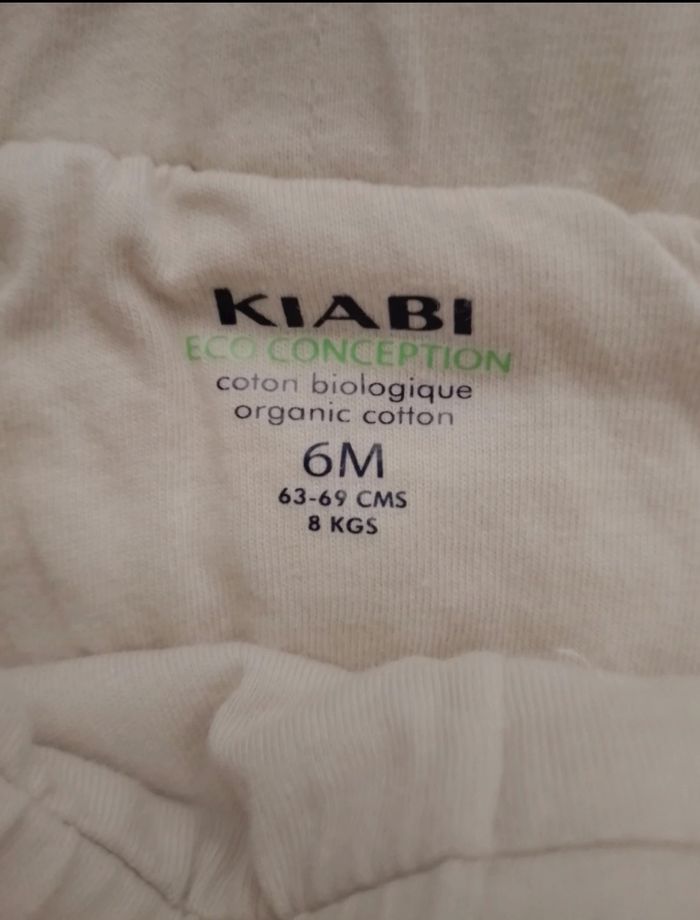 KIABI
ECO CONCEPTION
coton biologique
organic cotton
6M
63-69 CMS
8 KGS